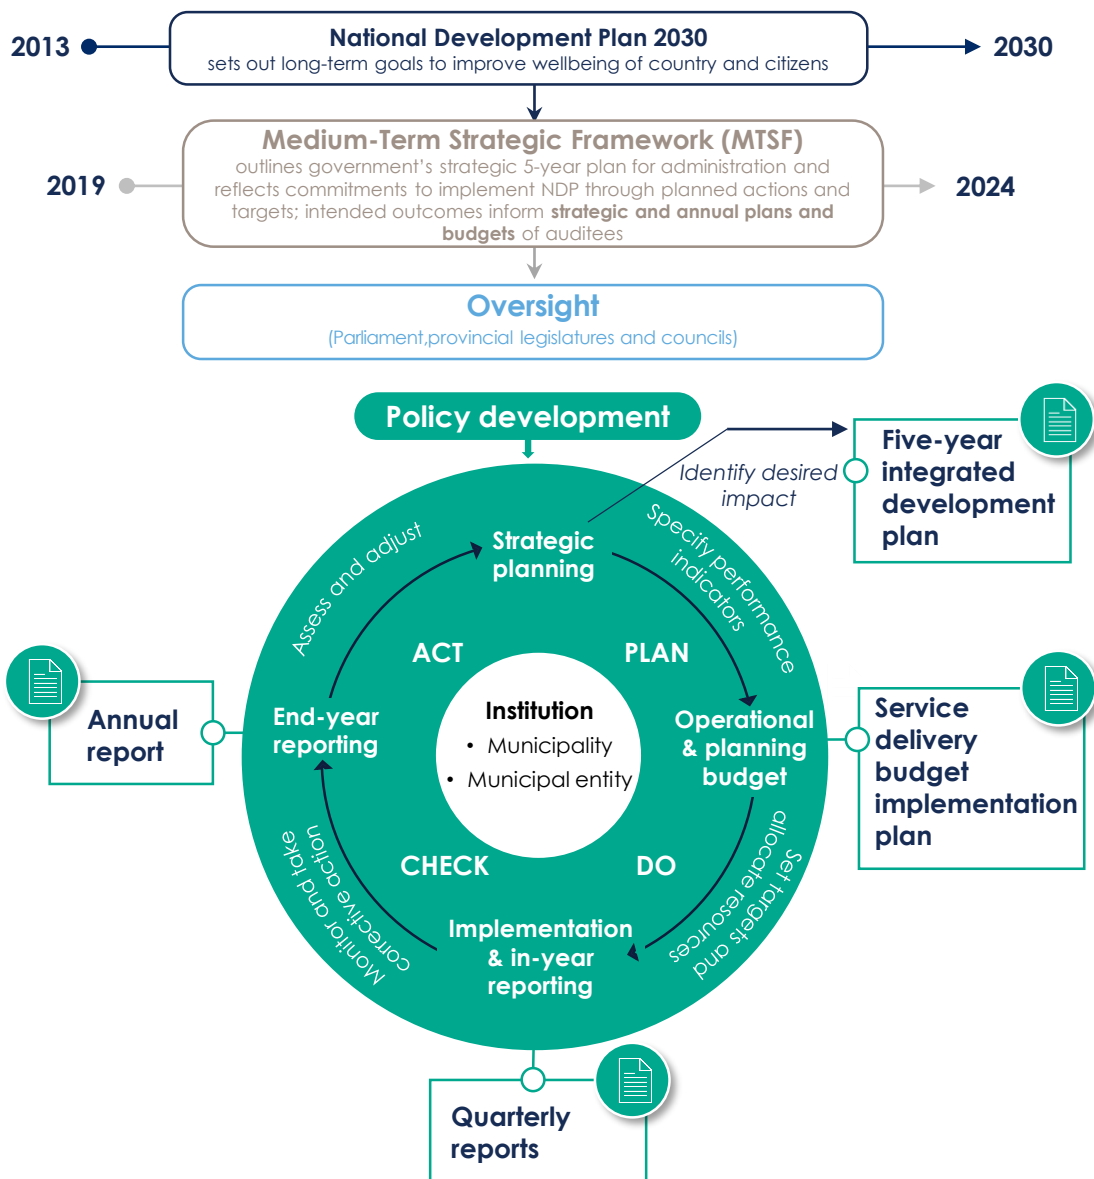 2013
National Development Plan 2030
sets out long-term goals to improve wellbeing of country and citizens
2030
Medium-Term Strategic Framework (MTSF)
outlines government's strategic 5-year plan for administration and
reflects commitments to implement NDP through planned actions and
targets; intended outcomes inform strategic and annual plans and
budgets of auditees
2019
2024
Oversight
(Parliament,provincial legislatures and councils)
Policy development
Identify desired
impact
Five-year
integrated
development
plan
Strategic
planning
Specify performance
indicators
Assess and adjust
ACT
PLAN
Institution
• Municipality
• Municipal entity
End-year
reporting
Annual
report
Operational
& planning
budget
Service
delivery
budget
implementation
plan
CHECK
DO
Set targets and
allocate resources
Monitor and take
corrective action
Implementation
& in-year
reporting
Quarterly
reports